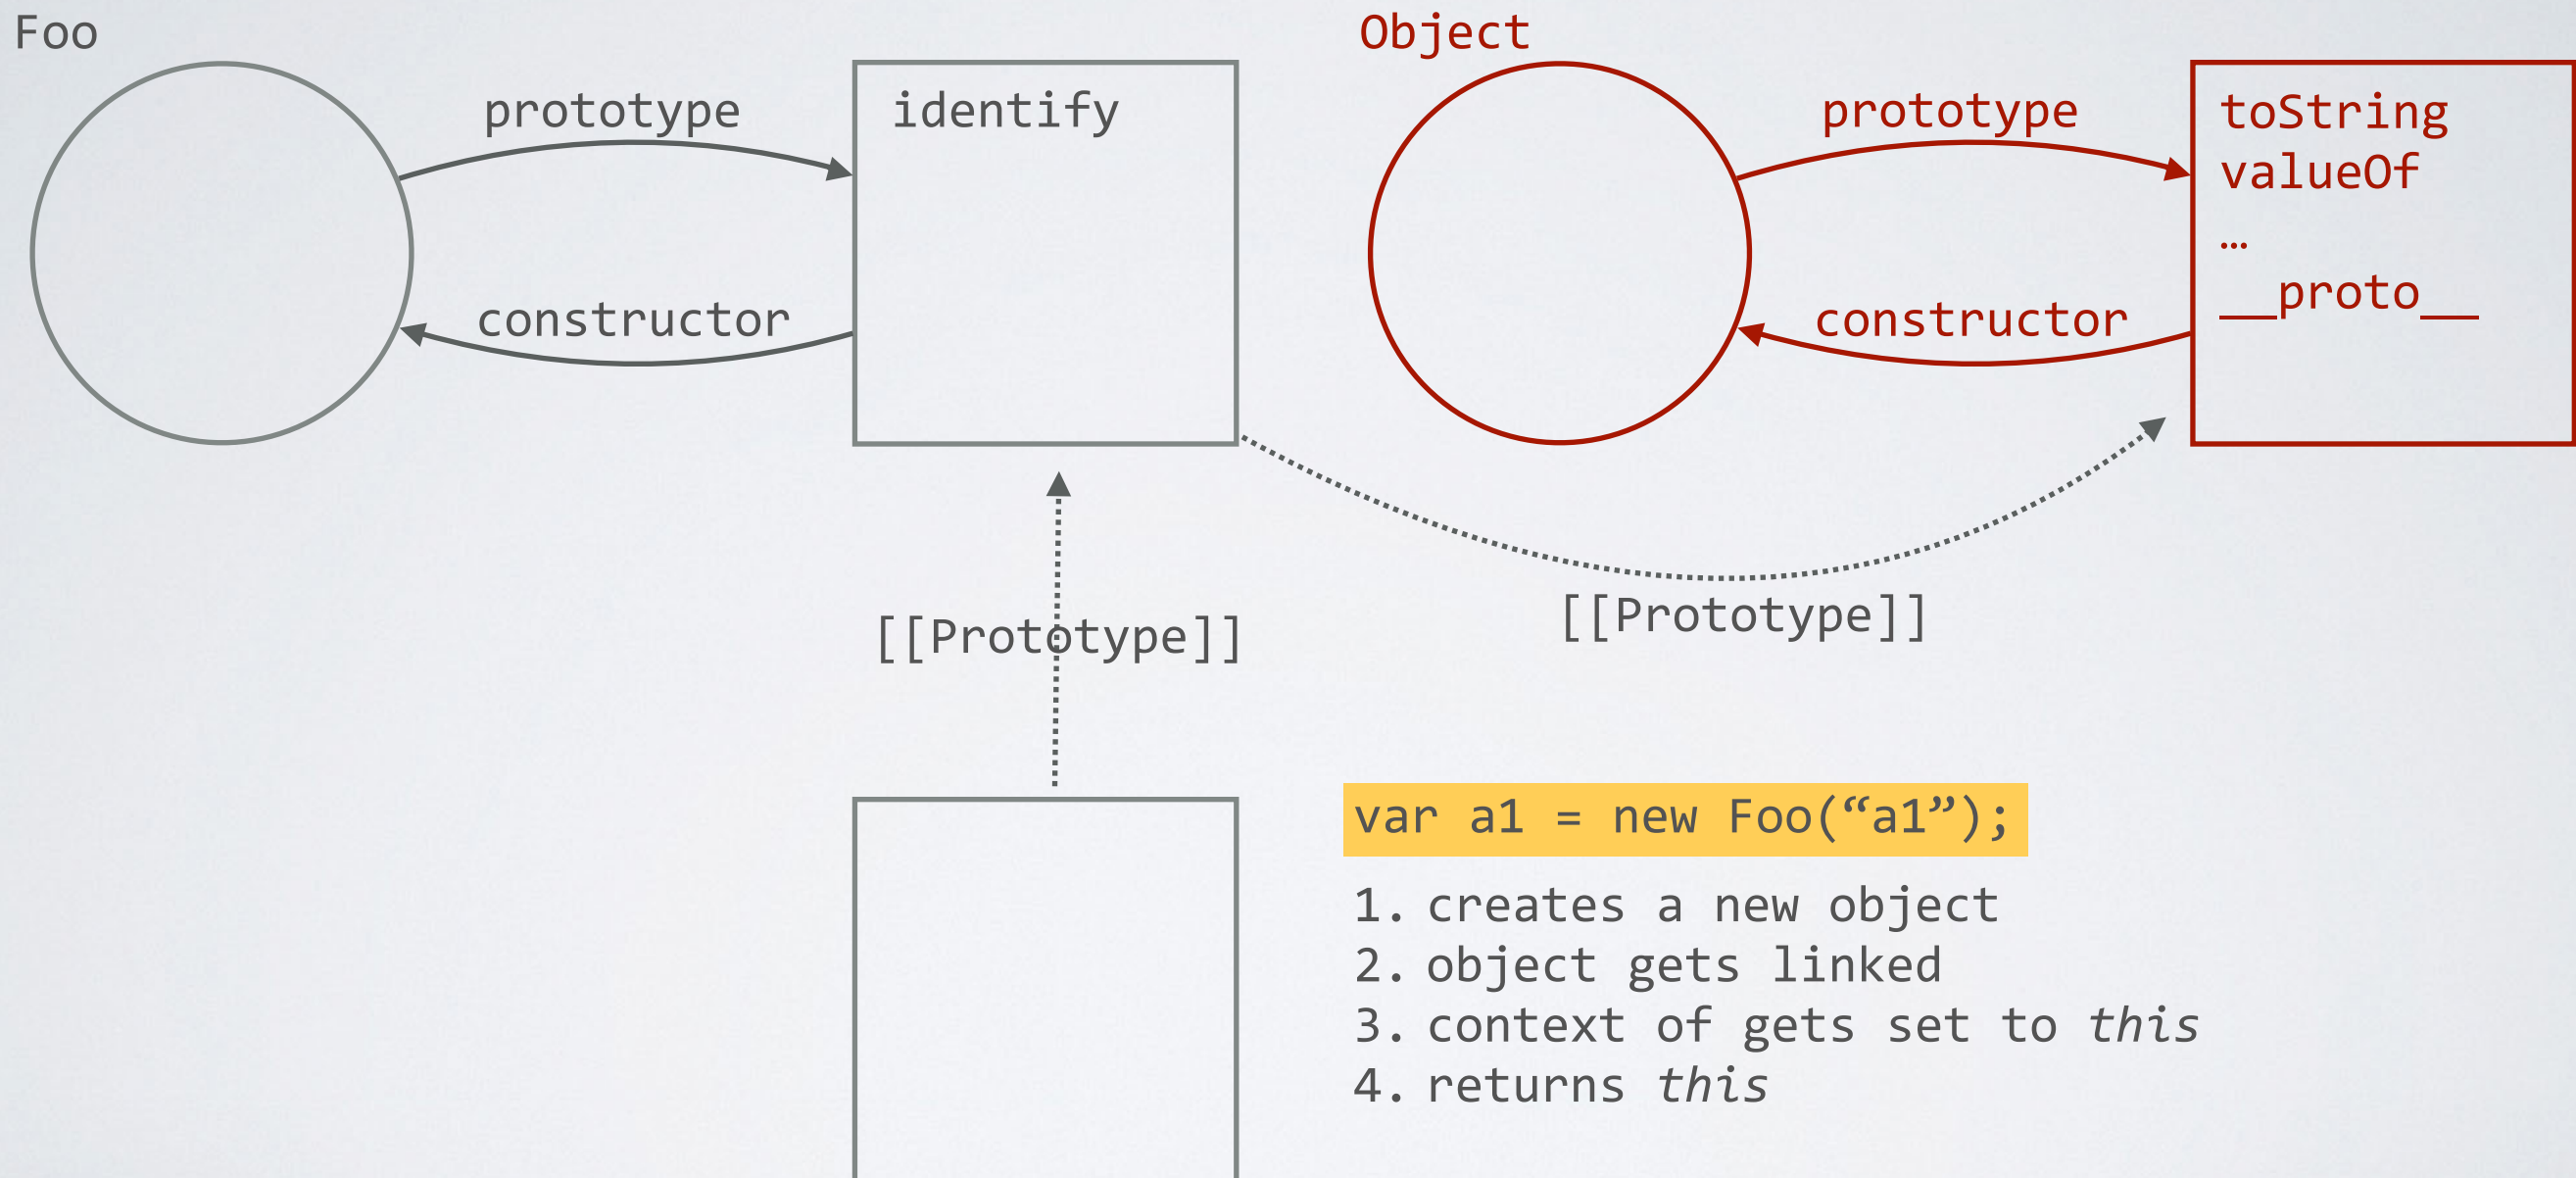 Foo
Object
prototype
identify
prototype
toString
valueOf
…
__proto__
constructor
constructor
[[Prototype]]
[[Prototype]]
var a1 = new Foo(“a1”);
1. creates a new object
2. object gets linked
3. context of gets set to this
4. returns this